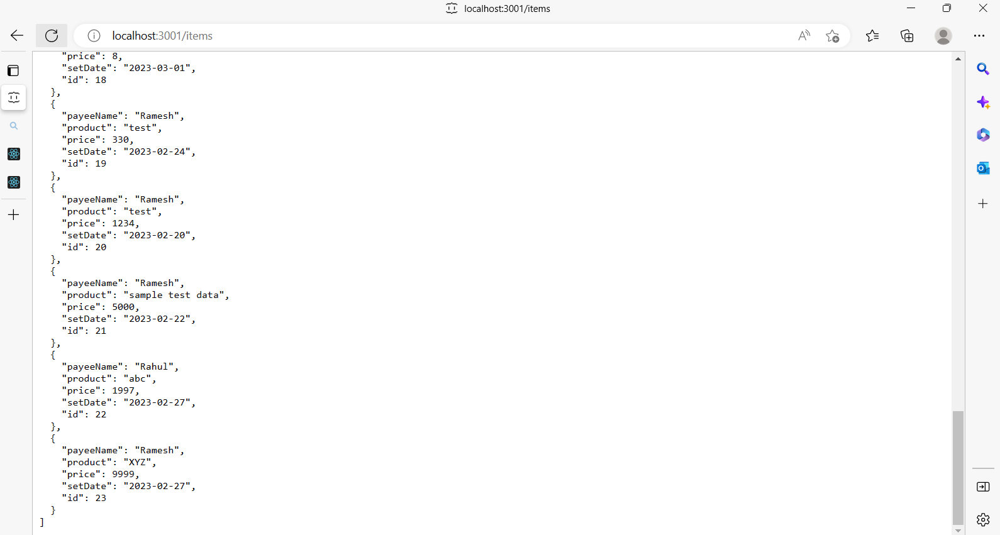 localhost:3001/items
localhost:3001/items
"price": 8,
"setDate": "2023-03-01",
"id": 18
},
{
"payeeName": "Ramesh",
"product": "test",
"price": 330,
"setDate": "2023-02-24",
"id": 19
},
{
"payeeName": "Ramesh",
"product": "test",
"price": 1234,
"setDate": "2023-02-20",
"id": 20
},
{
"payeeName": "Ramesh",
"product": "sample test data",
"price": 5000,
"setDate": "2023-02-22",
"id": 21
},
{
"payeeName": "Rahul",
"product": "abc",
"price": 1997,
"setDate": "2023-02-27",
"id": 22
},
{
"payeeName": "Ramesh",
"product": "XYZ",
"price": 9999,
"setDate": "2023-02-27",
"id": 23
}
]